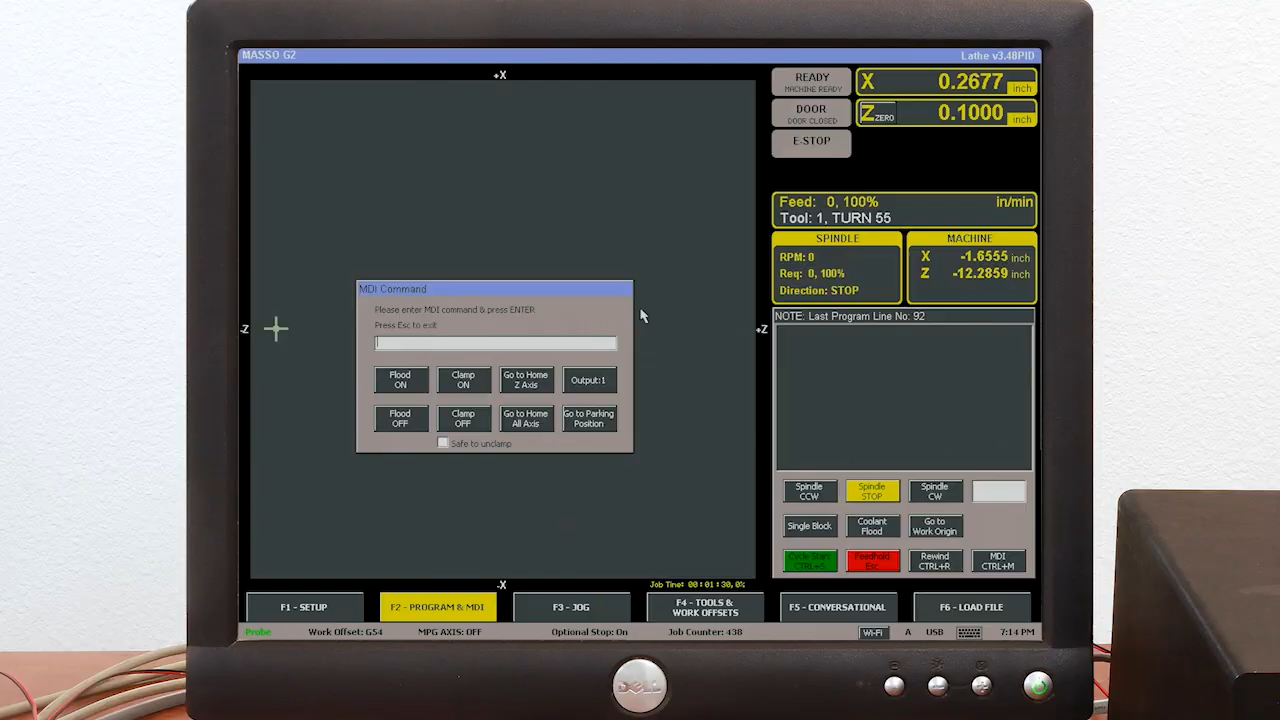 MASSO G2
Lathe v3.48PID
+X
-Z
+Z
-X
READY
MACHINE READY
DOOR
DOOR CLOSED
E-STOP
X 0.2677 inch
Z ZERO 0.1000 inch
Feed: 0, 100% in/min
Tool: 1, TURN 55
SPINDLE
RPM: 0
Req: 0, 100%
Direction: STOP
MACHINE
X -1.6555 inch
Z -12.2859 inch
NOTE: Last Program Line No: 92
MDI Command
Please enter MDI command & press ENTER
Press Esc to exit
Flood
ON
Clamp
ON
Go to Home
Z Axis
Output:1
Flood
OFF
Clamp
OFF
Go to Home
All Axis
Go to Parking
Position
Safe to unclamp
Spindle
CCW
Spindle
STOP
Spindle
CW
Single Block
Coolant
Flood
Go to
Work Origin
Cycle Start
CTRL+S
Feedhold
Esc
Rewind
CTRL+R
MDI
CTRL+M
Job Time: 00:01:30,0%
F1 - SETUP
F2 - PROGRAM & MDI
F3 - JOG
F4 - TOOLS &
WORK OFFSETS
F5 - CONVERSATIONAL
F6 - LOAD FILE
Probe
Work Offset: G54
MPG AXIS: OFF
Optional Stop: On
Job Counter: 438
Wi-Fi
A
USB
7:14 PM
DELL